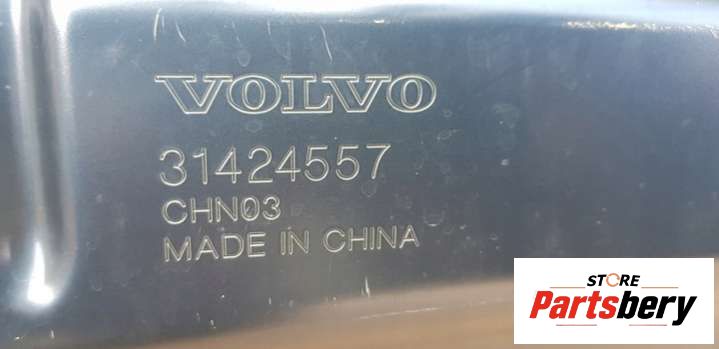 VOLVO
31424557
CHN03
MADE IN CHINA
STORE
Partsbery